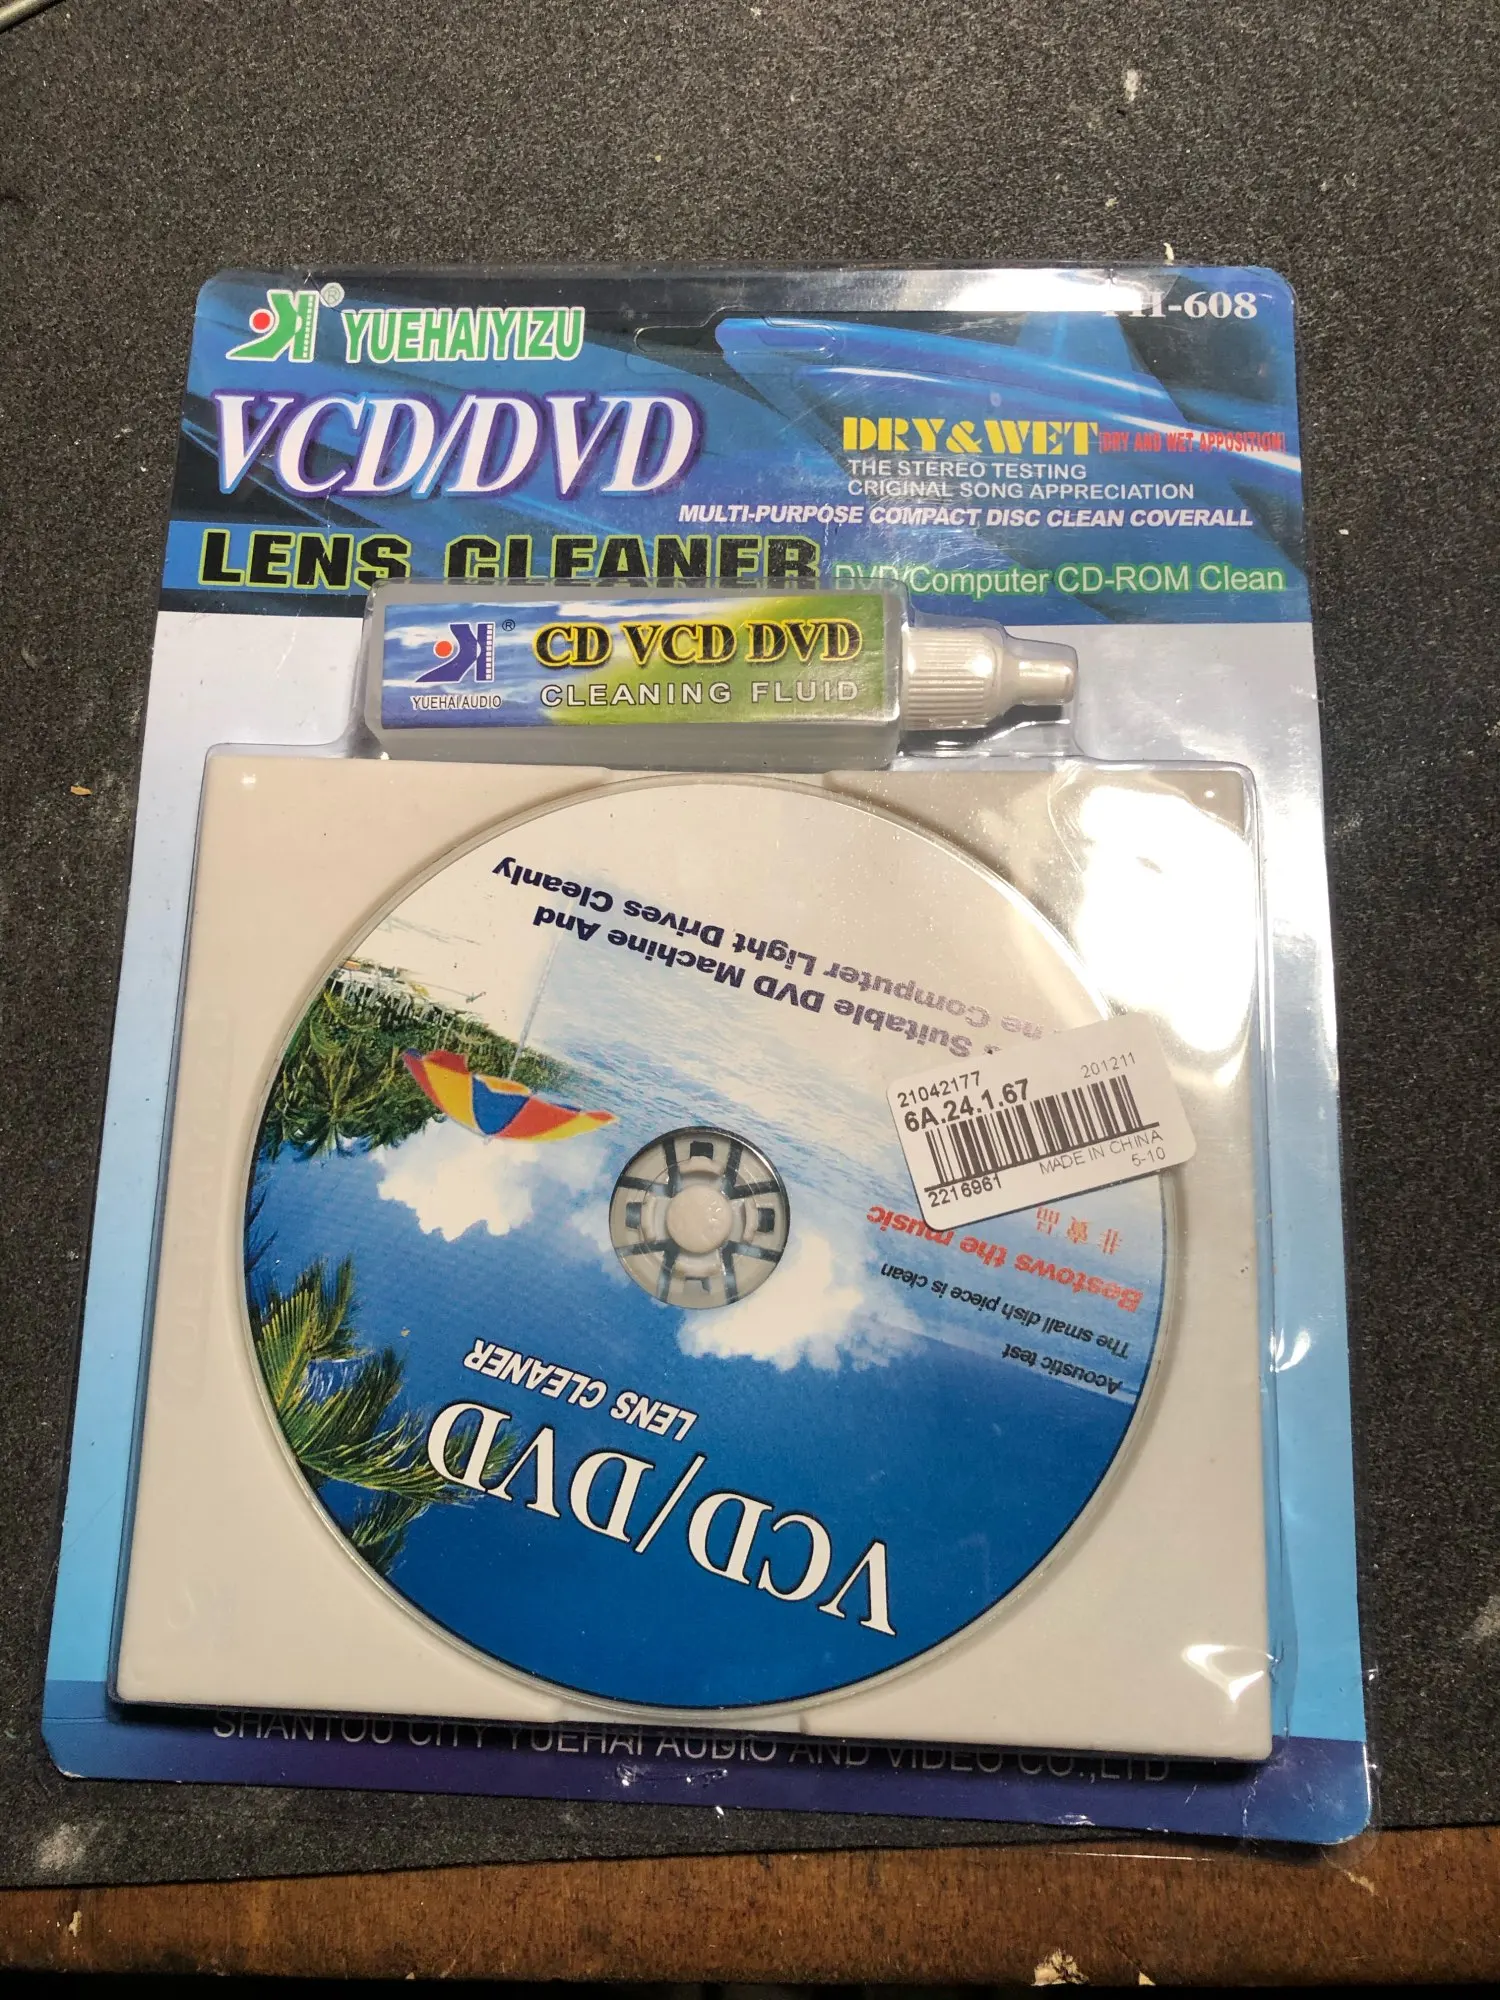 YUEHAIYIZU
®
H-608
VCD/DVD
DRY&WET [DRY AND WET APPOSITION]
THE STEREO TESTING
CRIGINAL SONG APPRECIATION
MULTI-PURPOSE COMPACT DISC CLEAN COVERALL
LENS CLEANER
DVD/Computer CD-ROM Clean
®
YUEHAI AUDIO
CD VCD DVD
CLEANING FLUID
VCD/DVD
LENS CLEANER
Acoustic test
The small dish piece is clean
Bestows the music
非賣品
Suitable DVD Machine And
Computer Light Drives Cleanly
21042177
201211
6A.24.1.67
MADE IN CHINA
2216961
5-10
SHANTOU CITY YUEHAI AUDIO AND VIDEO CO.,LTD